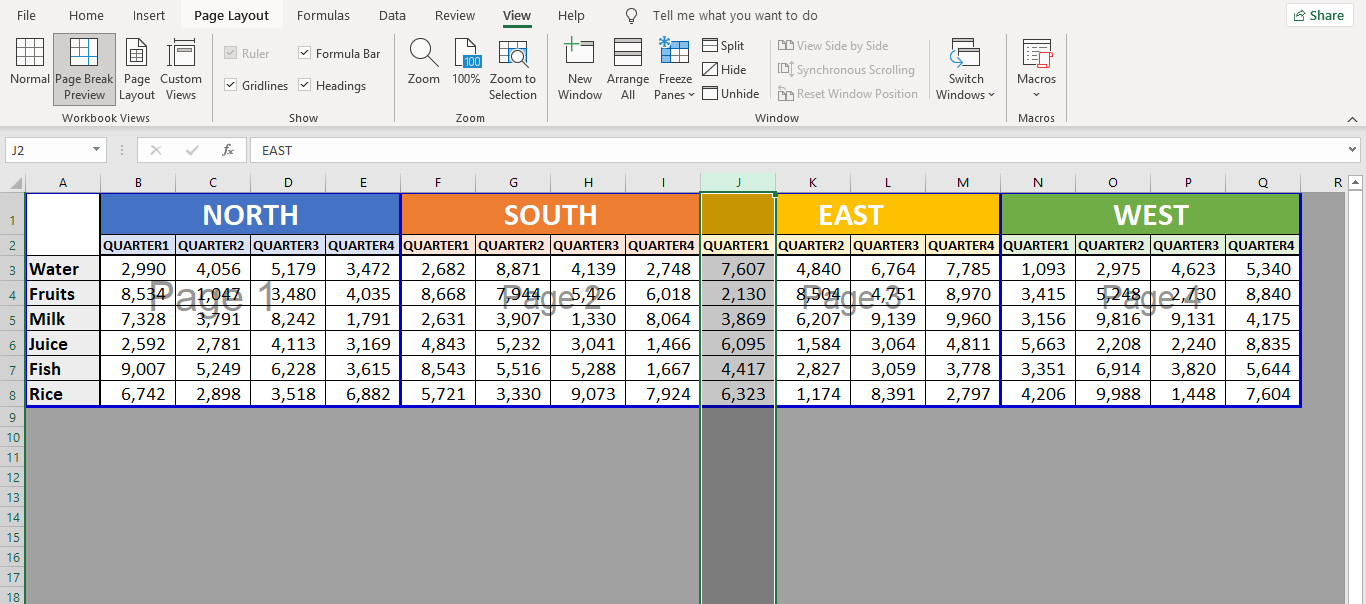 File Home Insert Page Layout Formulas Data Review View Help Tell me what you want to do Share
Normal Page Break Preview Page Layout Custom Views
Ruler Formula Bar
Gridlines Headings
Zoom 100% Zoom to Selection
New Window Arrange All Freeze Panes
Split
Hide
Unhide
View Side by Side
Synchronous Scrolling
Reset Window Position
Switch Windows
Macros
Workbook Views Show Zoom Window Macros
J2 fx EAST
A B C D E F G H I J K L M N O P Q R
1 NORTH SOUTH EAST WEST
2 QUARTER1 QUARTER2 QUARTER3 QUARTER4 QUARTER1 QUARTER2 QUARTER3 QUARTER4 QUARTER1 QUARTER2 QUARTER3 QUARTER4 QUARTER1 QUARTER2 QUARTER3 QUARTER4
3 Water 2,990 4,056 5,179 3,472 2,682 8,871 4,139 2,748 7,607 4,840 6,764 7,785 1,093 2,975 4,623 5,340
4 Fruits 8,534 1,047 3,480 4,035 8,668 7,944 5,426 6,018 2,130 8,504 4,751 8,970 3,415 5,248 2,730 8,840
Page 1 Page 2 Page 3 Page 4
5 Milk 7,328 3,791 8,242 1,791 2,631 3,907 1,330 8,064 3,869 6,207 9,139 9,960 3,156 9,816 9,131 4,175
6 Juice 2,592 2,781 4,113 3,169 4,843 5,232 3,041 1,466 6,095 1,584 3,064 4,811 5,663 2,208 2,240 8,835
7 Fish 9,007 5,249 6,228 3,615 8,543 5,516 5,288 1,667 4,417 2,827 3,059 3,778 3,351 6,914 3,820 5,644
8 Rice 6,742 2,898 3,518 6,882 5,721 3,330 9,073 7,924 6,323 1,174 8,391 2,797 4,206 9,988 1,448 7,604
9
10
11
12
13
14
15
16
17
18